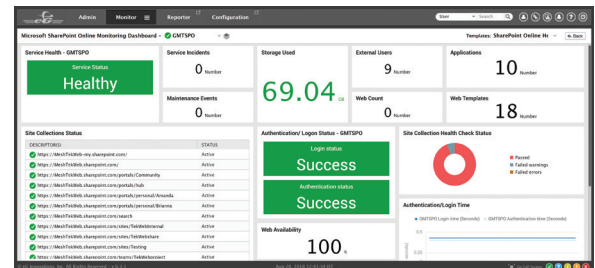 Admin
Monitor
Reporter
Configuration
User
Search
Microsoft SharePoint Online Monitoring Dashboard - GMTSPO
Templates: SharePoint Online He
Back
Service Health - GMTSPO
Service Status
Healthy
Service Incidents
0 Number
Maintenance Events
0 Number
Storage Used
69.04 GB
External Users
9 Number
Web Count
0 Number
Applications
10 Number
Web Templates
18 Number
Site Collections Status
DESCRIPTOR(S) STATUS
https://MeshTekWeb-my.sharepoint.com/ Active
https://MeshTekWeb.sharepoint.com/portals/Community Active
https://MeshTekWeb.sharepoint.com/portals/hub Active
https://MeshTekWeb.sharepoint.com/portals/personal/Amanda Active
https://MeshTekWeb.sharepoint.com/portals/personal/Brianna Active
https://MeshTekWeb.sharepoint.com/search Active
https://MeshTekWeb.sharepoint.com/sites/TekWebInternal Active
https://MeshTekWeb.sharepoint.com/sites/TekWebshare Active
https://MeshTekWeb.sharepoint.com/sites/Testing Active
https://MeshTekWeb.sharepoint.com/teams/TekWebproject Active
Authentication/ Logon Status - GMTSPO
Login status
Success
Authentication status
Success
Web Availability
100 %
Site Collection Health Check Status
Passed
Failed warnings
Failed errors
Authentication/Login Time
GMTSPO Login time (Seconds) GMTSPO Authentication time (Seconds)
0.5
0.25